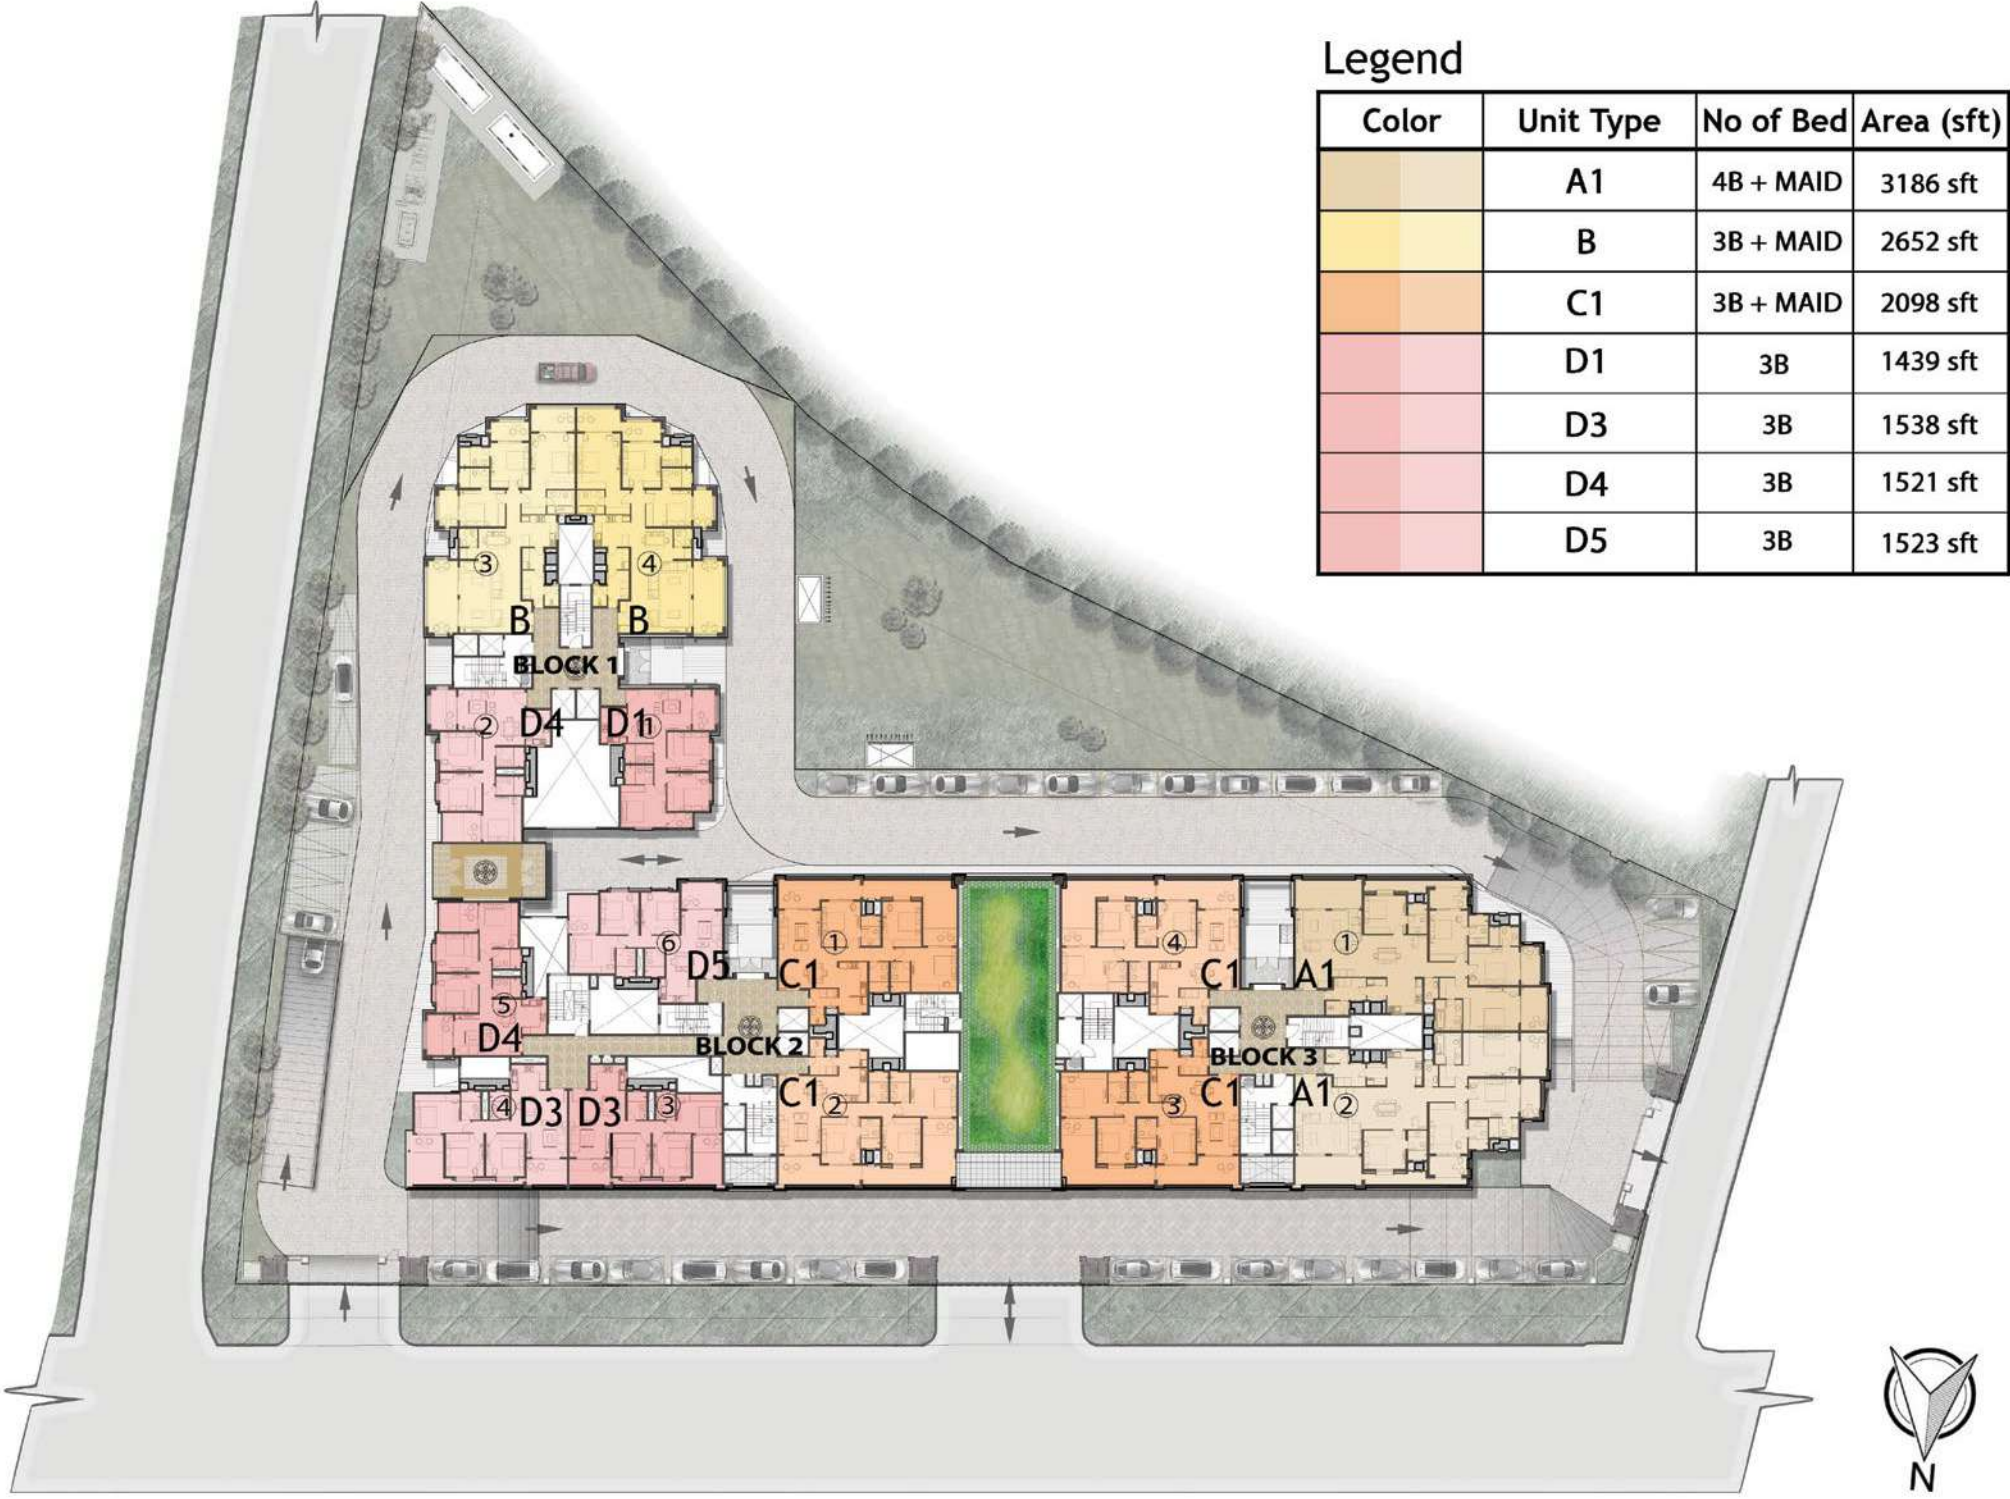 Legend
Color Unit Type No of Bed Area (sft)
A1 4B + MAID 3186 sft
B 3B + MAID 2652 sft
C1 3B + MAID 2098 sft
D1 3B 1439 sft
D3 3B 1538 sft
D4 3B 1521 sft
D5 3B 1523 sft
3 4
B B
BLOCK 1
2 D4 D1 1
6 D5 C1 1
4 C1 A1 1
5
D4
BLOCK 2
BLOCK 3
4 D3 D3 3
C1 2
3 C1 A1 2
N